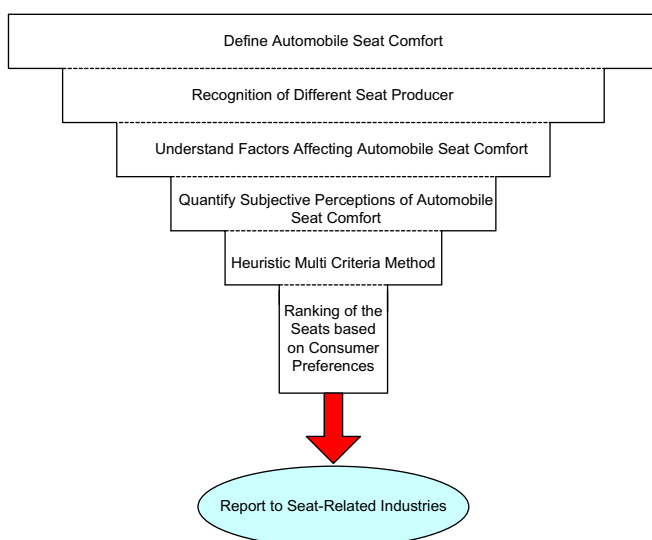 Define Automobile Seat Comfort
Recognition of Different Seat Producer
Understand Factors Affecting Automobile Seat Comfort
Quantify Subjective Perceptions of Automobile
Seat Comfort
Heuristic Multi Criteria Method
Ranking of the
Seats based
on Consumer
Preferences
Report to Seat-Related Industries